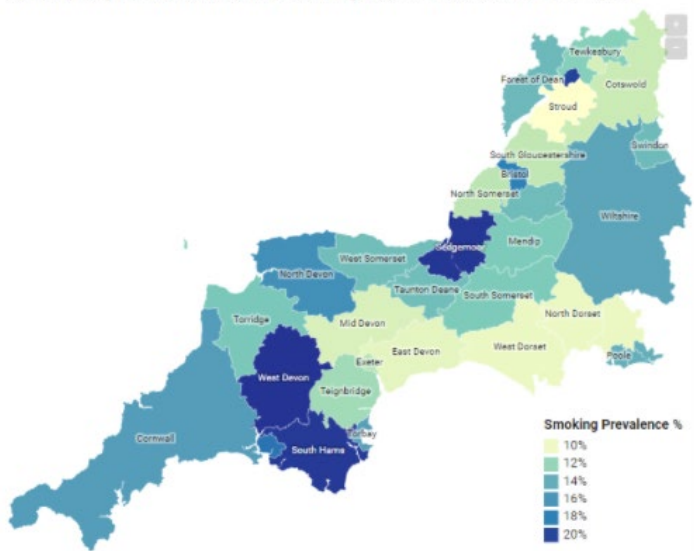 Tewkesbury
Forest of Dean
Cotswold
Stroud
South Gloucestershire
Swindon
Bristol
North Somerset
Wiltshire
Sedgemoor
Mendip
West Somerset
North Devon
Taunton Deane
South Somerset
Torridge
North Dorset
Mid Devon
West Dorset
East Devon
Exeter
Poole
West Devon
Teignbridge
Torbay
Cornwall
South Hams
Smoking Prevalence %
10%
12%
14%
16%
18%
20%